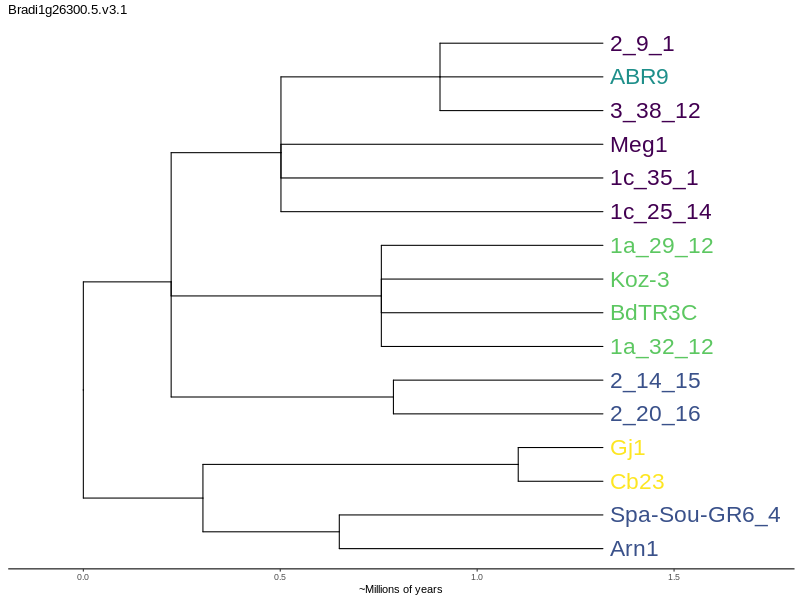 Bradi1g26300.5.v3.1
2_9_1
ABR9
3_38_12
Meg1
1c_35_1
1c_25_14
1a_29_12
Koz-3
BdTR3C
1a_32_12
2_14_15
2_20_16
Gj1
Cb23
Spa-Sou-GR6_4
Arn1
0.0 0.5 1.0 1.5
~Millions of years